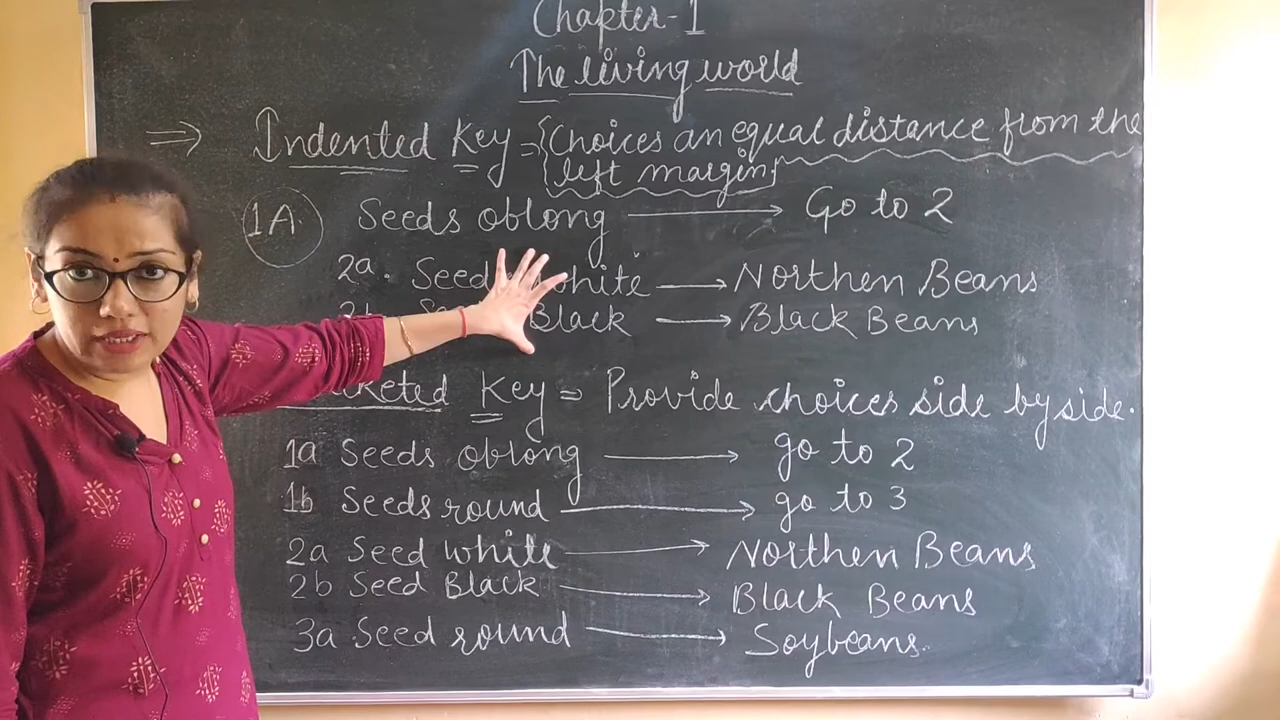 Chapter-1
The living world
⇒ Indented Key = {Choices an equal distance from the
left margin}
1A. Seeds oblong → Go to 2
2a. Seed white → Northen Beans
Black → Black Beans
Key = Provide choices side by side.
1a Seeds oblong → go to 2
1b Seeds round → go to 3
2a Seed white → Northen Beans
2b Seed Black → Black Beans
3a Seed round → Soybeans.